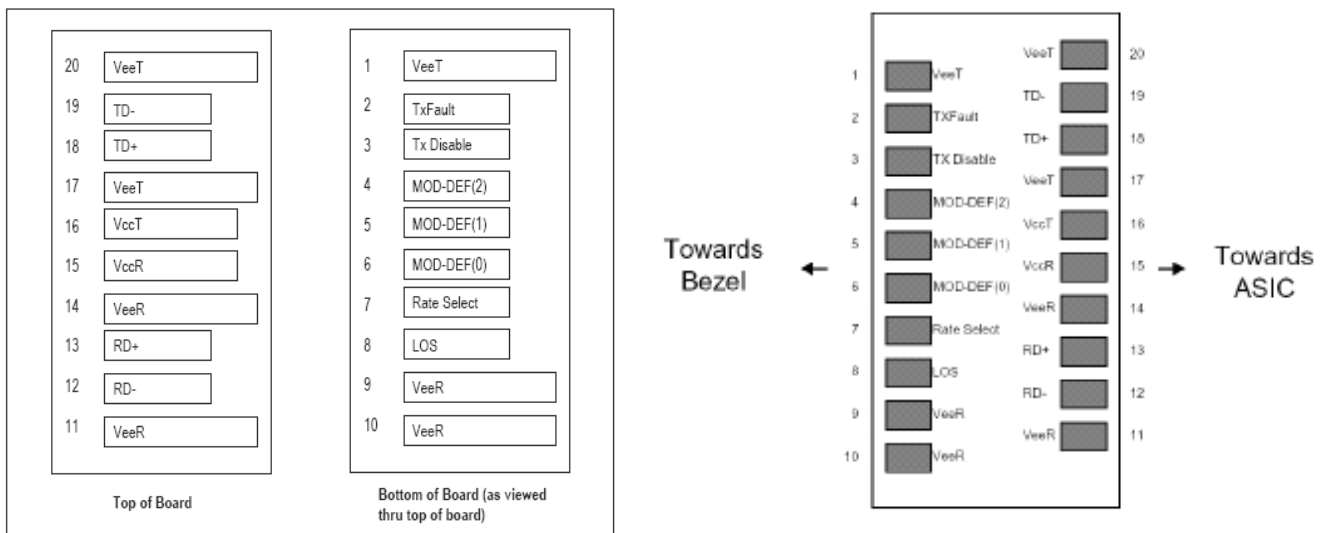 20 VeeT
19 TD-
18 TD+
17 VeeT
16 VccT
15 VccR
14 VeeR
13 RD+
12 RD-
11 VeeR
Top of Board
1 VeeT
2 TxFault
3 Tx Disable
4 MOD-DEF(2)
5 MOD-DEF(1)
6 MOD-DEF(0)
7 Rate Select
8 LOS
9 VeeR
10 VeeR
Bottom of Board (as viewed
thru top of board)
Towards
Bezel
1 VeeT
2 TXFault
3 TX Disable
4 MOD-DEF(2)
5 MOD-DEF(1)
6 MOD-DEF(0)
7 Rate Select
8 LOS
9 VeeR
10 VeeR
VeeT 20
TD- 19
TD+ 18
VeeT 17
VccT 16
VccR 15
VeeR 14
RD+ 13
RD- 12
VeeR 11
Towards
ASIC